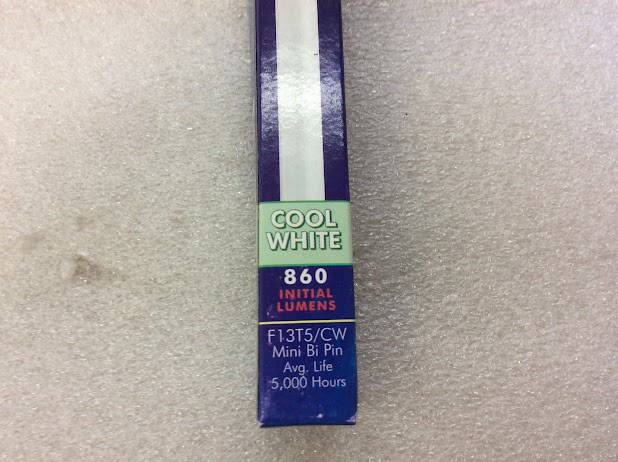 COOL
WHITE
860
INITIAL
LUMENS
F13T5/CW
Mini Bi Pin
Avg. Life
5,000 Hours